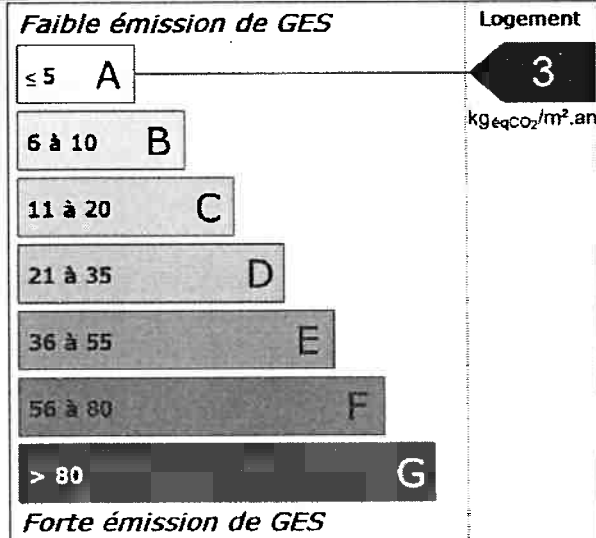 Faible émission de GES
Logement
≤ 5 A
3
kgéqCO₂/m².an
6 à 10 B
11 à 20 C
21 à 35 D
36 à 55 E
56 à 80 F
> 80 G
Forte émission de GES